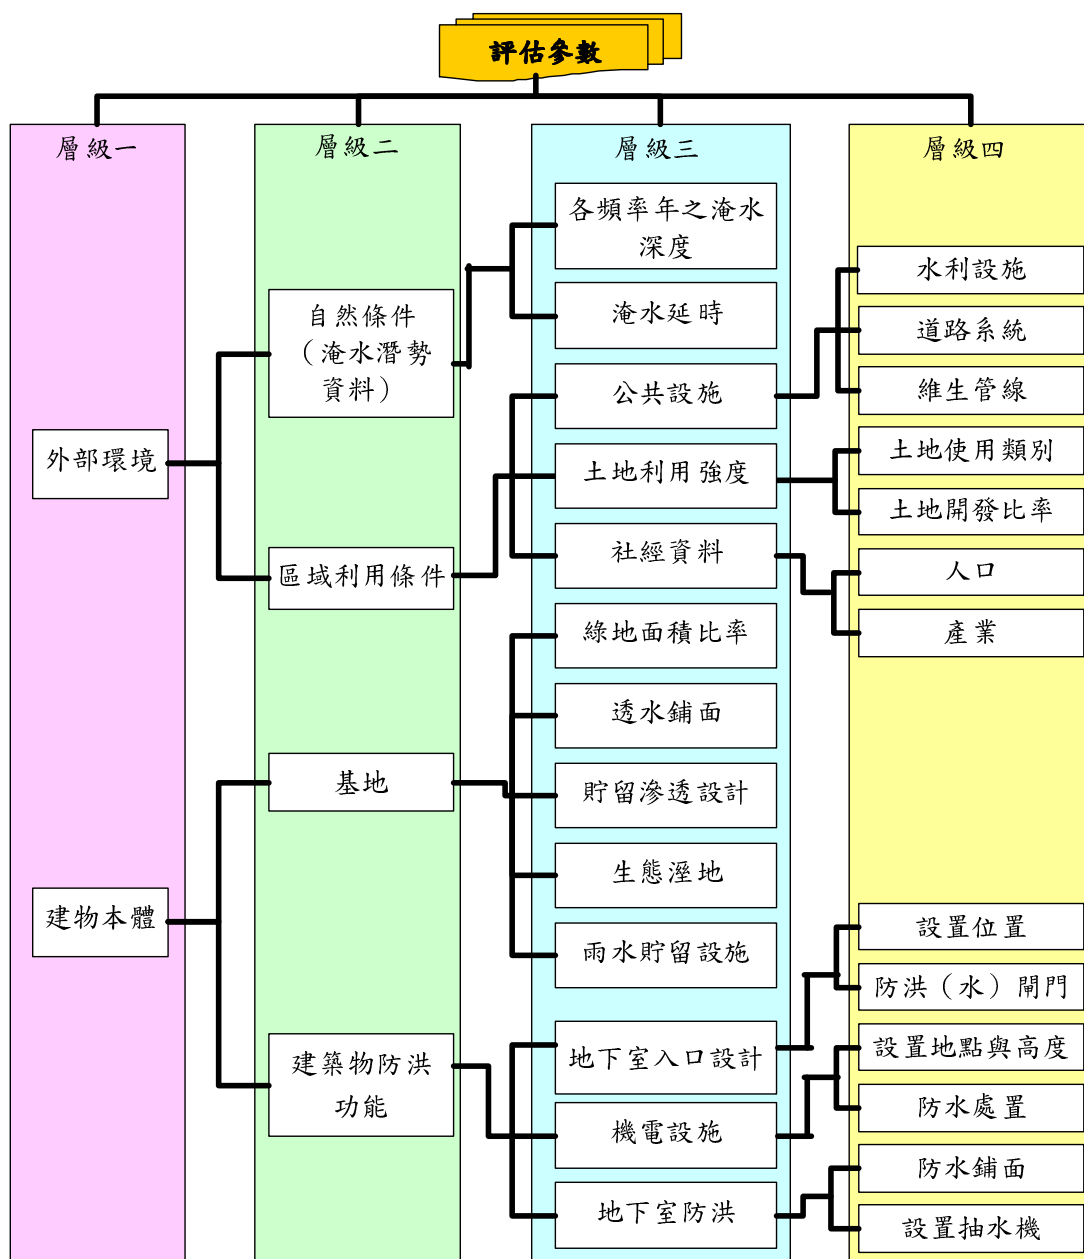 評估參數
層級一
層級二
層級三
層級四
外部環境
建物本體
自然條件
（淹水潛勢
資料）
區域利用條件
基地
建築物防洪
功能
各頻率年之淹水
深度
淹水延時
公共設施
土地利用強度
社經資料
綠地面積比率
透水鋪面
貯留滲透設計
生態溼地
雨水貯留設施
地下室入口設計
機電設施
地下室防洪
水利設施
道路系統
維生管線
土地使用類別
土地開發比率
人口
產業
設置位置
防洪（水）閘門
設置地點與高度
防水處置
防水鋪面
設置抽水機